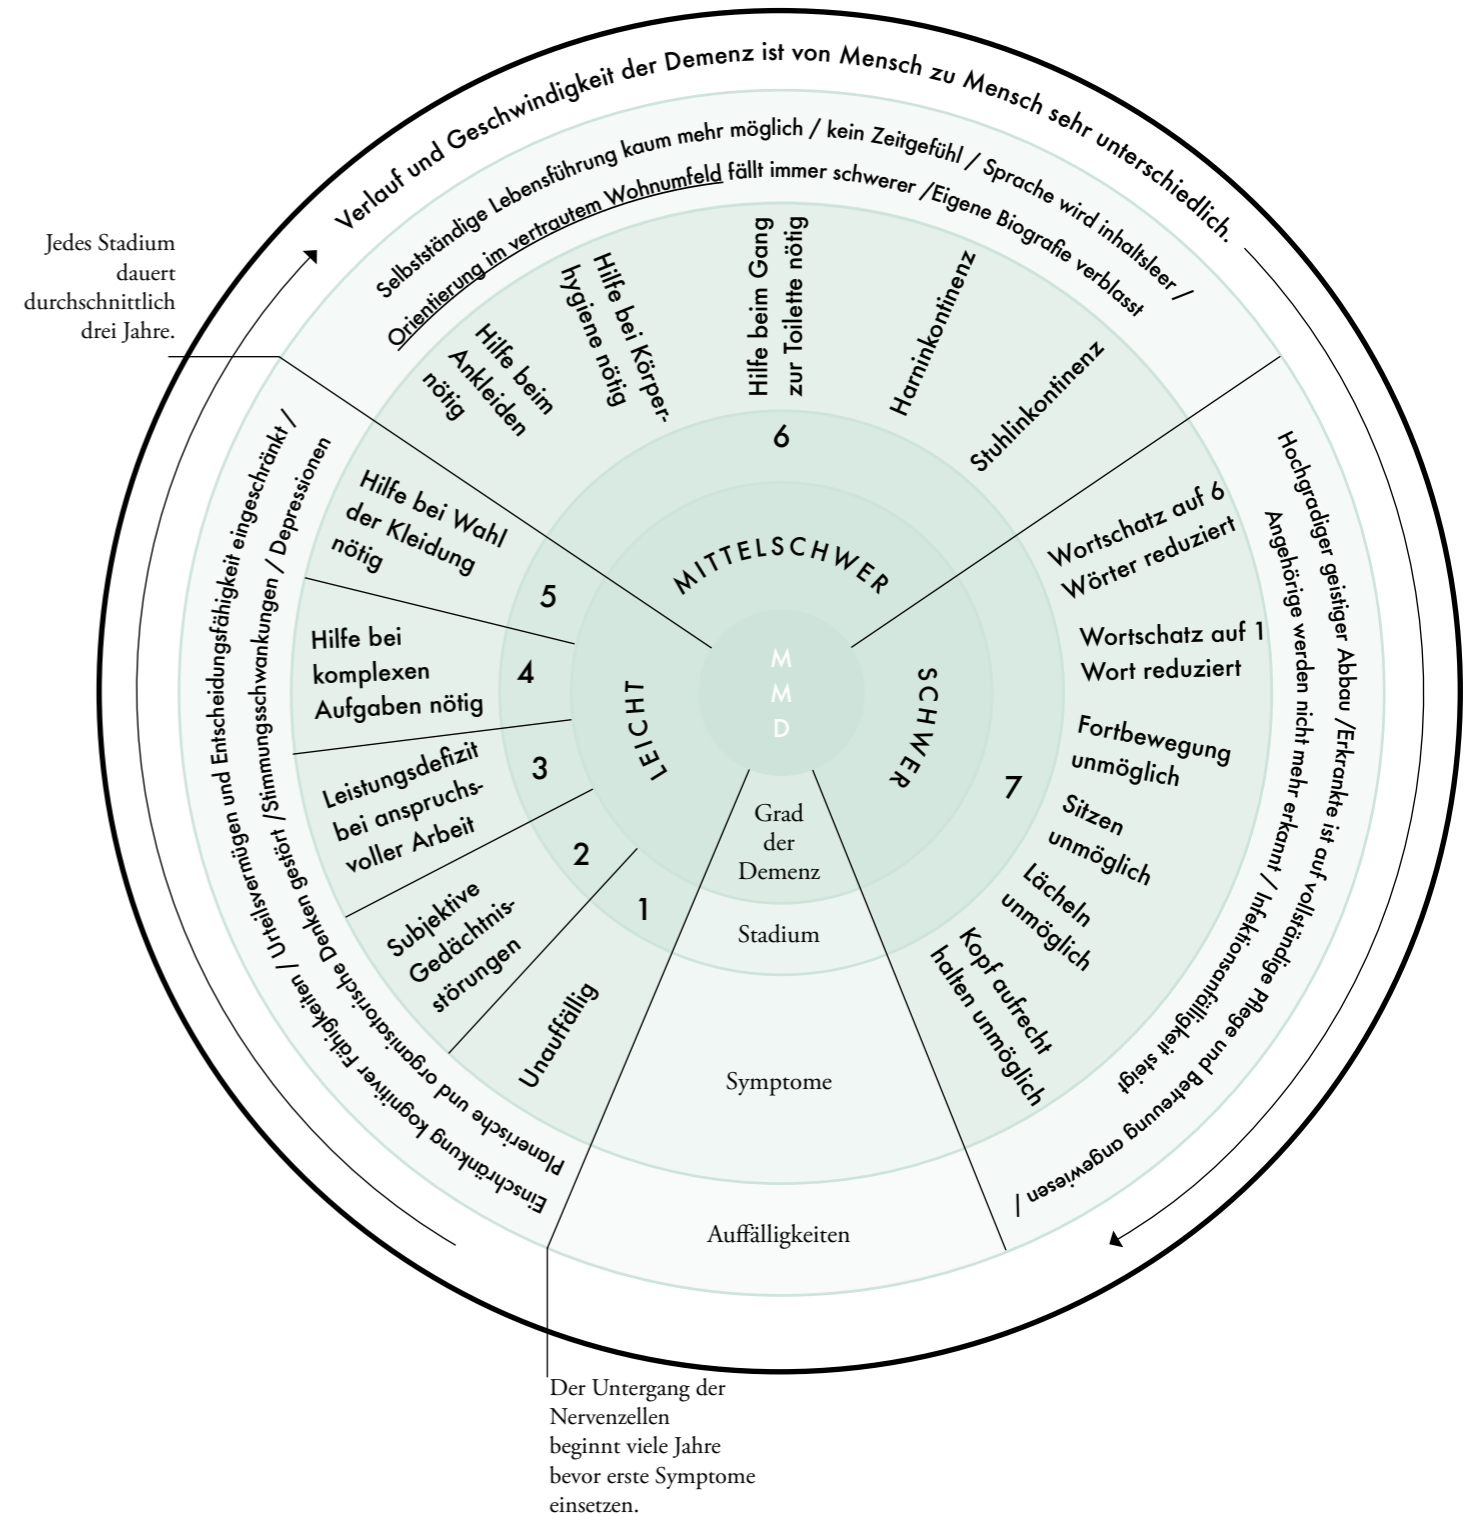 Verlauf und Geschwindigkeit der Demenz ist von Mensch zu Mensch sehr unterschiedlich.
Selbstständige Lebensführung kaum mehr möglich / kein Zeitgefühl / Sprache wird inhaltsleer /
Orientierung im vertrautem Wohnumfeld fällt immer schwerer /Eigene Biografie verblasst
Jedes Stadium
dauert
durchschnittlich
drei Jahre.
Einschränkung kognitiver Fähigkeiten / Urteilsvermögen und Entscheidungsfähigkeit eingeschränkt /
Planerische und organisatorische Denken gestört /Stimmungsschwankungen / Depressionen
Hochgradiger geistiger Abbau /Erkrankte ist auf vollständige Pflege und Betreuung angewiesen /
Angehörige werden nicht mehr erkannt / Infektionsanfälligkeit steigt
Unauffällig
1
Subjektive
Gedächtnis-
störungen
2
Leistungsdefizit
bei anspruchs-
voller Arbeit
3
Hilfe bei
komplexen
Aufgaben nötig
4
Hilfe bei Wahl
der Kleidung
nötig
5
LEICHT
Hilfe beim
Ankleiden
nötig
Hilfe bei Körper-
hygiene nötig
Hilfe beim Gang
zur Toilette nötig
Harninkontinenz
Stuhlinkontinenz
6
MITTELSCHWER
Wortschatz auf 6
Wörter reduziert
Wortschatz auf 1
Wort reduziert
Fortbewegung
unmöglich
Sitzen
unmöglich
Lächeln
unmöglich
Kopf aufrecht
halten unmöglich
7
SCHWER
M
M
D
Grad
der
Demenz
Stadium
Symptome
Auffälligkeiten
Der Untergang der
Nervenzellen
beginnt viele Jahre
bevor erste Symptome
einsetzen.